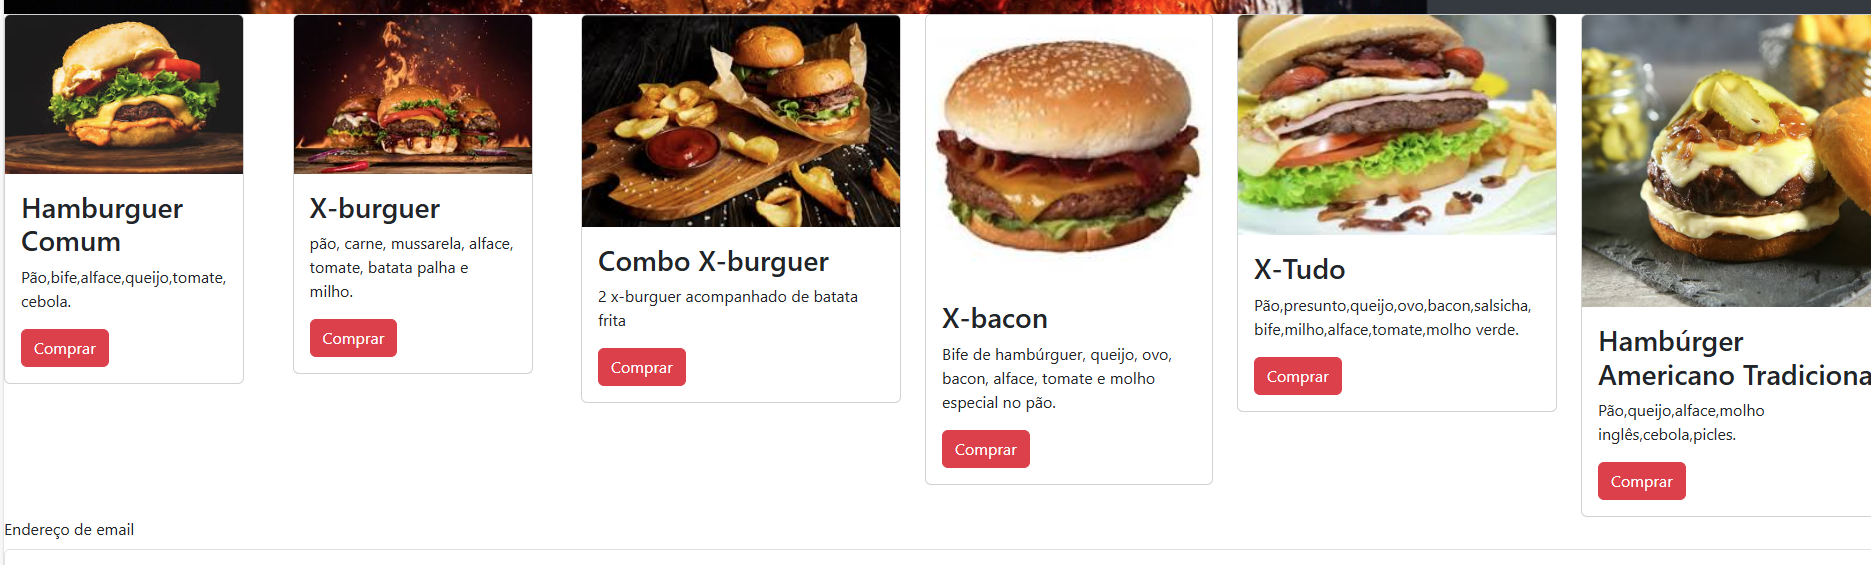 Hamburguer
Comum
Pão,bife,alface,queijo,tomate,
cebola.
Comprar
X-burguer
pão, carne, mussarela, alface,
tomate, batata palha e
milho.
Comprar
Combo X-burguer
2 x-burguer acompanhado de batata
frita
Comprar
X-bacon
Bife de hambúrguer, queijo, ovo,
bacon, alface, tomate e molho
especial no pão.
Comprar
X-Tudo
Pão,presunto,queijo,ovo,bacon,salsicha,
bife,milho,alface,tomate,molho verde.
Comprar
Hambúrger
Americano Tradiciona
Pão,queijo,alface,molho
inglês,cebola,picles.
Comprar
Endereço de email